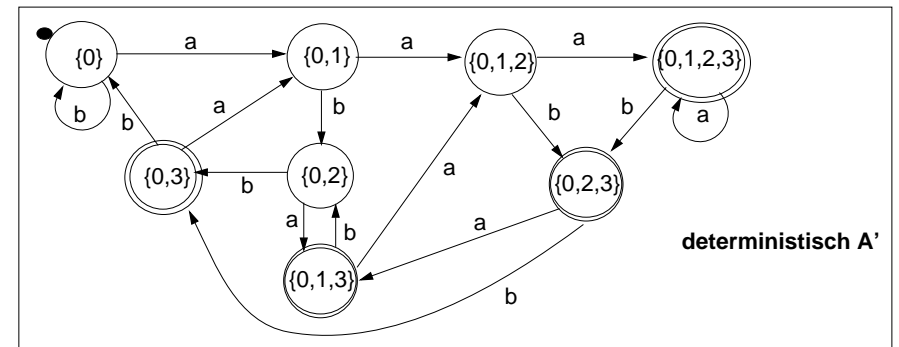 {0}
a
{0,1}
a
{0,1,2}
a
{0,1,2,3}
b
b
a
b
b
b
a
{0,3}
b
{0,2}
a
{0,2,3}
a
b
a
deterministisch A’
{0,1,3}
b